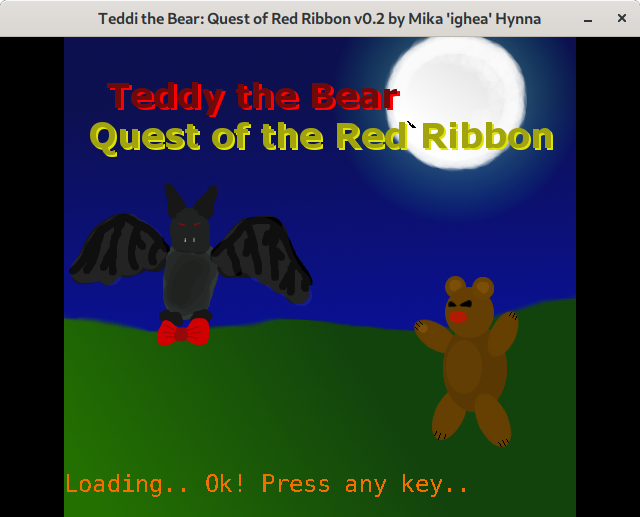 Teddi the Bear: Quest of Red Ribbon v0.2 by Mika 'ighea' Hynna
Teddy the Bear
Quest of the Red Ribbon
Loading.. Ok! Press any key..